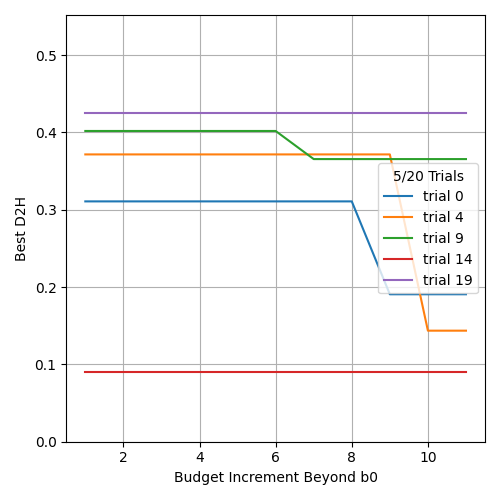 0.5
0.4
0.3
0.2
0.1
0.0
Best D2H
5/20 Trials
trial 0
trial 4
trial 9
trial 14
trial 19
2
4
6
8
10
Budget Increment Beyond b0